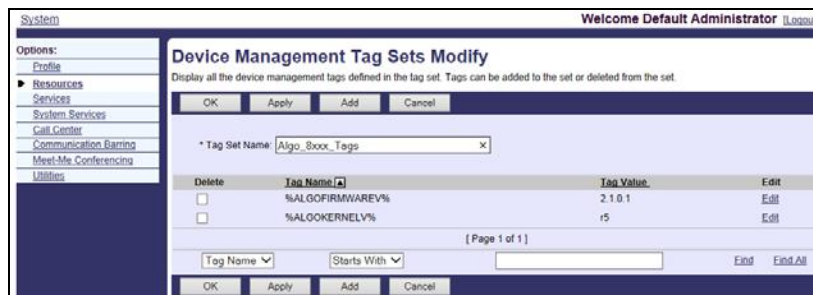 System
Welcome Default Administrator [Logou
Options:
Profile
Resources
Services
System Services
Call Center
Communication Barring
Meet-Me Conferencing
Utilities
Device Management Tag Sets Modify
Display all the device management tags defined in the tag set. Tags can be added to the set or deleted from the set.
OK Apply Add Cancel
* Tag Set Name: Algo_8xxx_Tags ×
Delete Tag Name Tag Value Edit
%ALGOFIRMWAREV% 2.1.0.1 Edit
%ALGOKERNELV% r5 Edit
[ Page 1 of 1 ]
Tag Name Starts With Find Find All
OK Apply Add Cancel